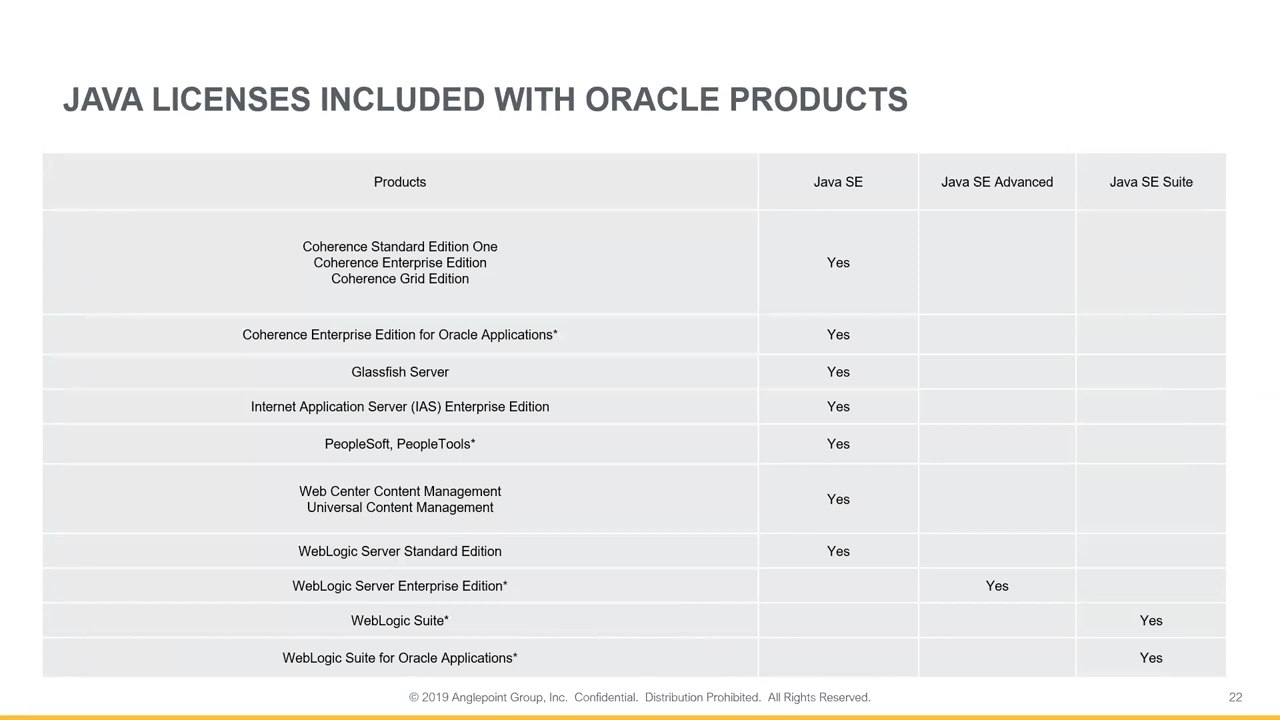 JAVA LICENSES INCLUDED WITH ORACLE PRODUCTS
Products Java SE Java SE Advanced Java SE Suite
Coherence Standard Edition One
Coherence Enterprise Edition Yes
Coherence Grid Edition
Coherence Enterprise Edition for Oracle Applications* Yes
Glassfish Server Yes
Internet Application Server (IAS) Enterprise Edition Yes
PeopleSoft, PeopleTools* Yes
Web Center Content Management
Yes
Universal Content Management
WebLogic Server Standard Edition Yes
WebLogic Server Enterprise Edition* Yes
WebLogic Suite* Yes
WebLogic Suite for Oracle Applications* Yes
© 2019 Anglepoint Group, Inc. Confidential. Distribution Prohibited. All Rights Reserved. 22